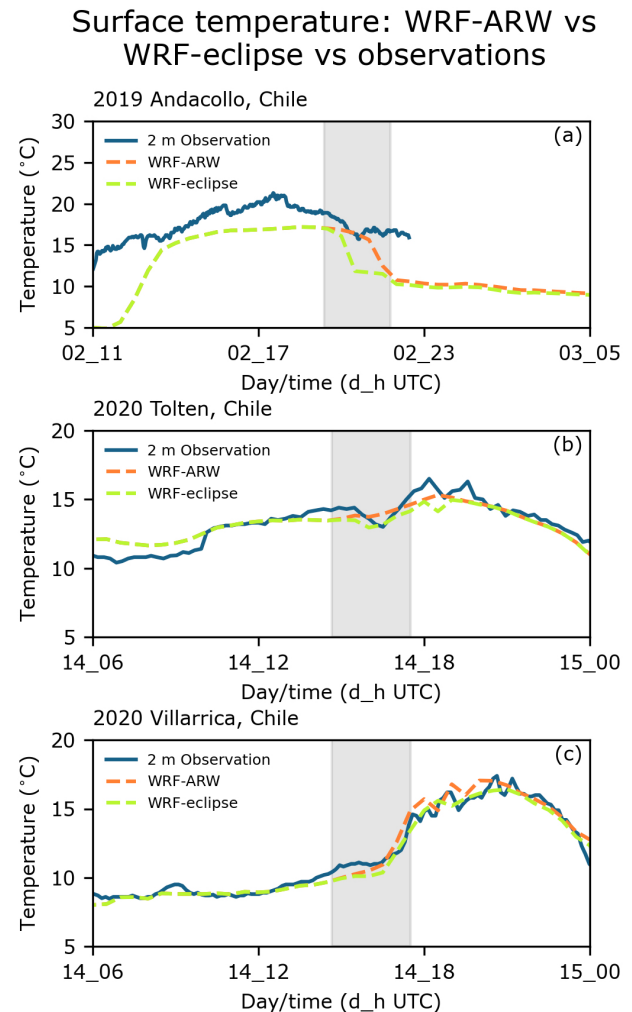 Surface temperature: WRF-ARW vs
WRF-eclipse vs observations
2019 Andacollo, Chile
(a)
2 m Observation
WRF-ARW
WRF-eclipse
30
25
20
15
10
5
Temperature (˚C)
02_11
02_17
02_23
03_05
Day/time (d_h UTC)
2020 Tolten, Chile
(b)
2 m Observation
WRF-ARW
WRF-eclipse
20
15
10
5
Temperature (˚C)
14_06
14_12
14_18
15_00
Day/time (d_h UTC)
2020 Villarrica, Chile
(c)
2 m Observation
WRF-ARW
WRF-eclipse
20
15
10
5
Temperature (˚C)
14_06
14_12
14_18
15_00
Day/time (d_h UTC)